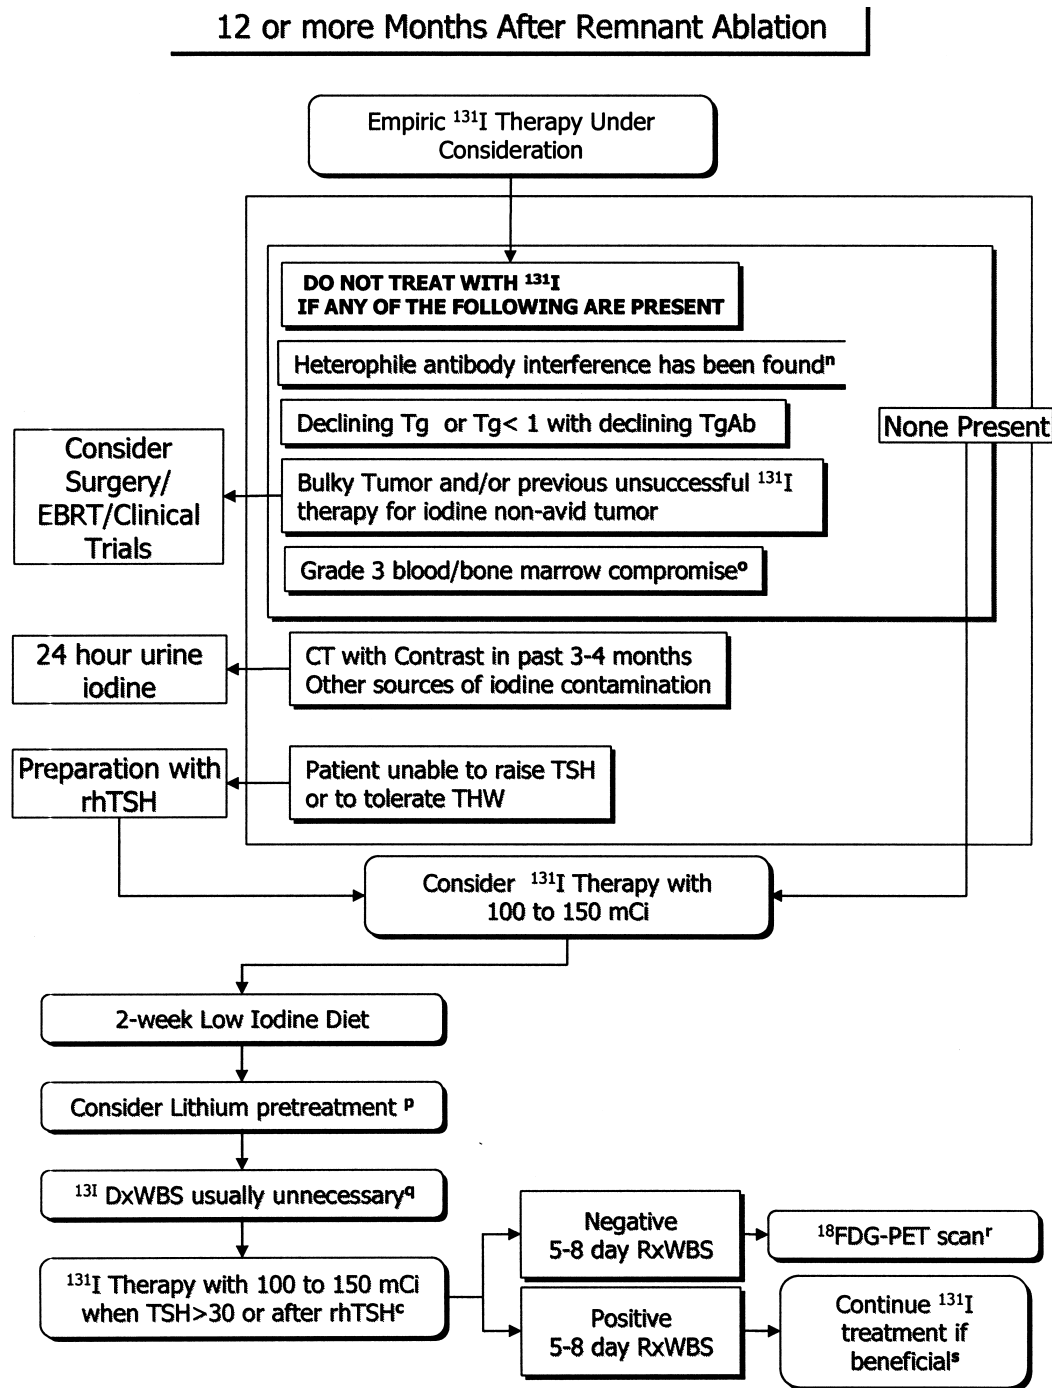 12 or more Months After Remnant Ablation
Empiric ¹³¹I Therapy Under
Consideration
DO NOT TREAT WITH ¹³¹I
IF ANY OF THE FOLLOWING ARE PRESENT
Heterophile antibody interference has been foundⁿ
Declining Tg or Tg< 1 with declining TgAb
None Present
Consider
Surgery/
EBRT/Clinical
Trials
Bulky Tumor and/or previous unsuccessful ¹³¹I
therapy for iodine non-avid tumor
Grade 3 blood/bone marrow compromiseᵒ
24 hour urine
iodine
CT with Contrast in past 3-4 months
Other sources of iodine contamination
Preparation with
rhTSH
Patient unable to raise TSH
or to tolerate THW
Consider ¹³¹I Therapy with
100 to 150 mCi
2-week Low Iodine Diet
Consider Lithium pretreatment ᵖ
¹³I DxWBS usually unnecessary^q
¹³¹I Therapy with 100 to 150 mCi
when TSH>30 or after rhTSHᶜ
Negative
5-8 day RxWBS
¹⁸FDG-PET scanʳ
Positive
5-8 day RxWBS
Continue ¹³¹I
treatment if
beneficialˢ